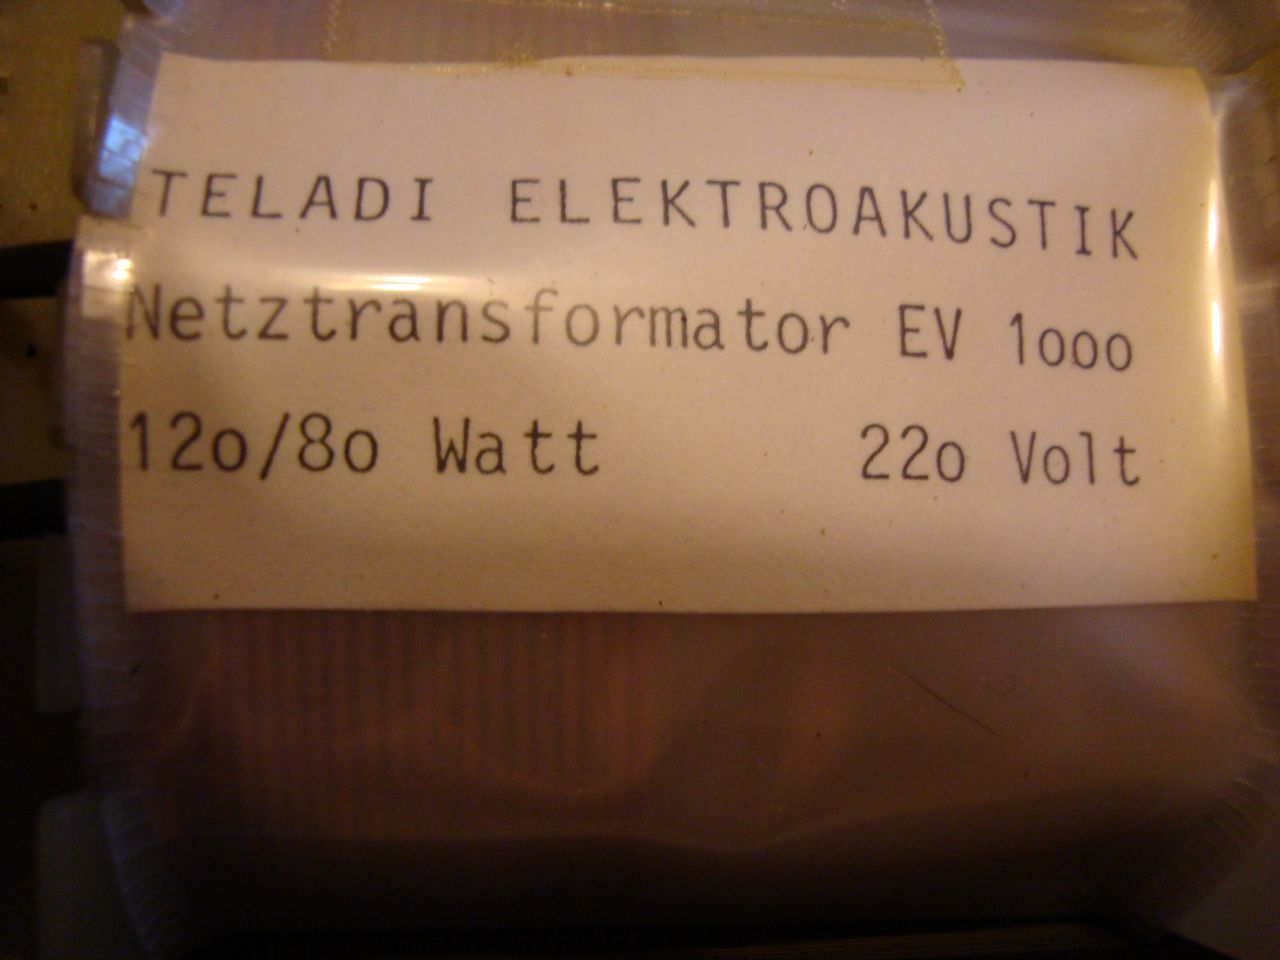 TELADI ELEKTROAKUSTIK
Netztransformator EV 1ooo
12o/8o Watt 22o Volt